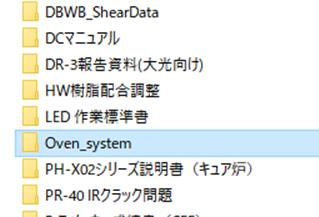 DBWB_ShearData
DCマニュアル
DR-3報告資料(大光向け)
HW樹脂配合調整
LED 作業標準書
Oven_system
PH-X02シリーズ説明書（キュア炉）
PR-40 IRクラック問題